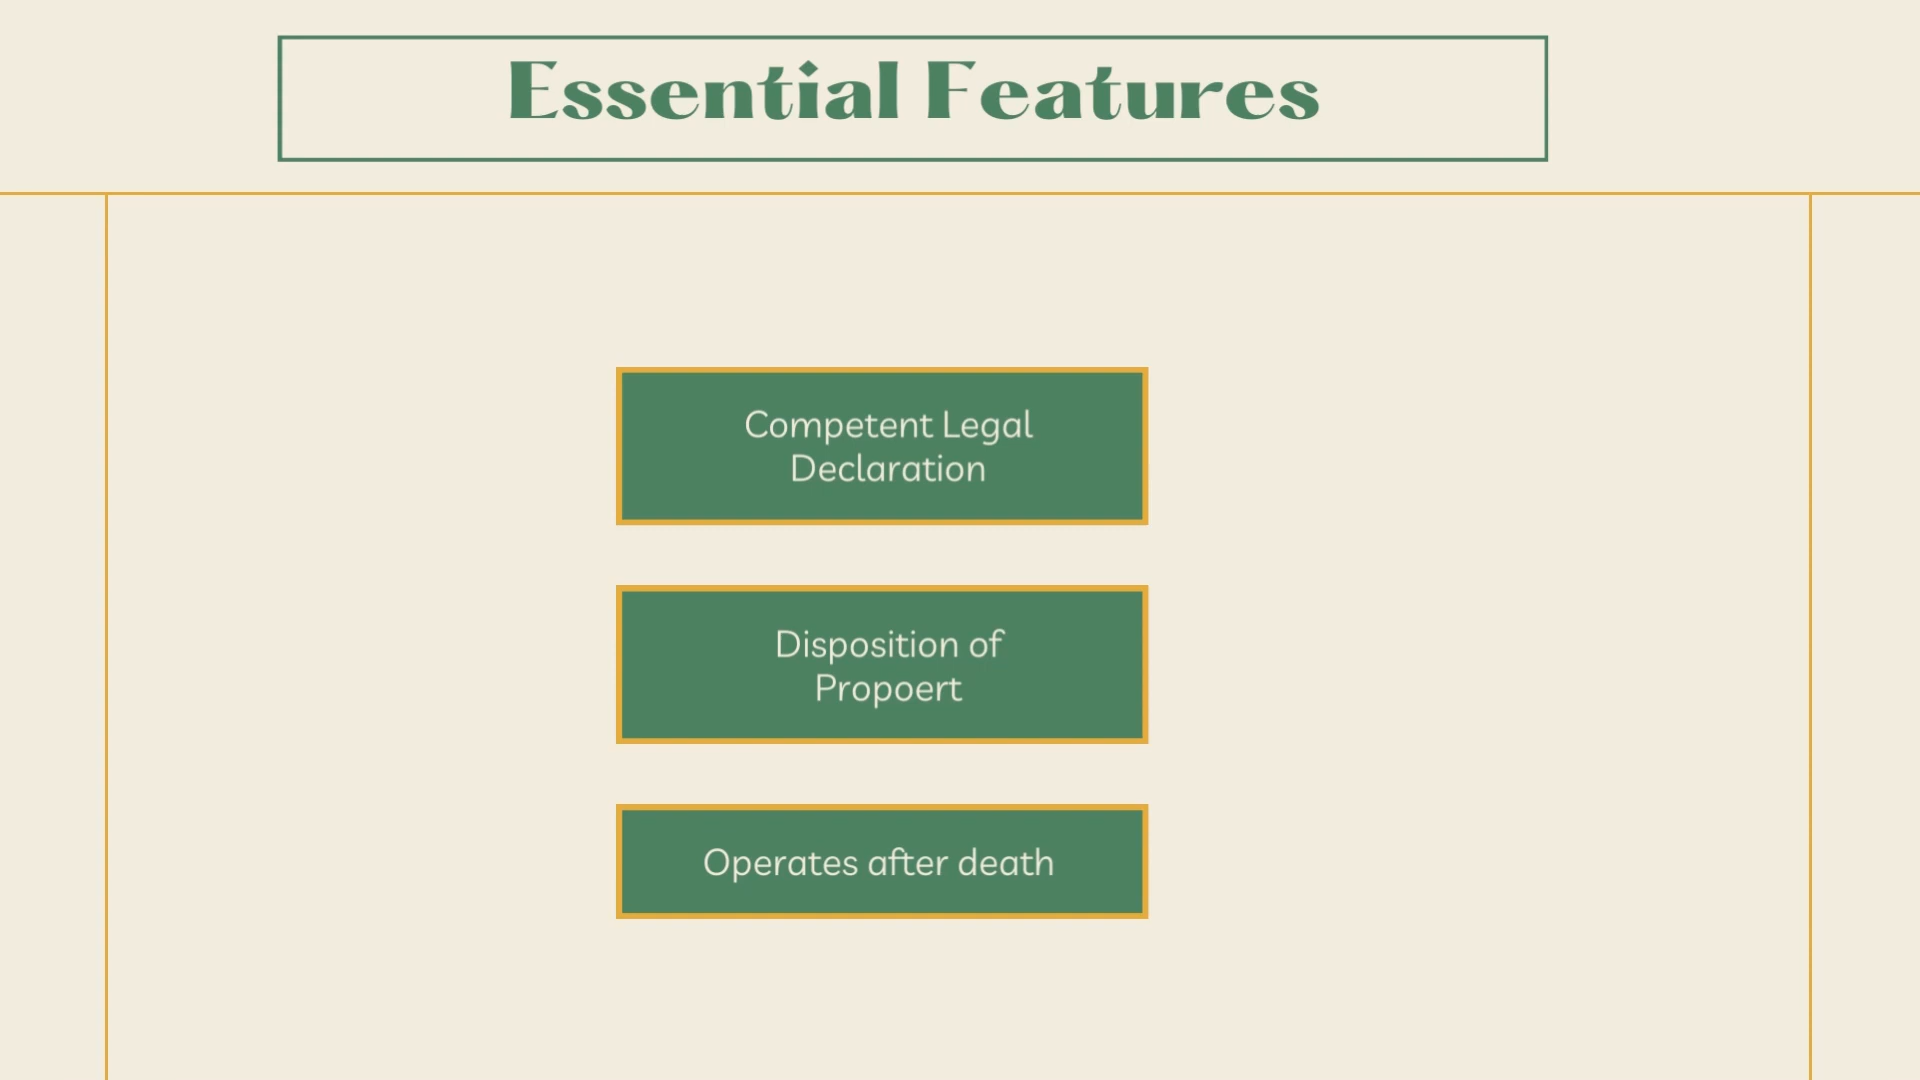 Essential Features
Competent Legal
Declaration
Disposition of
Propoert
Operates after death